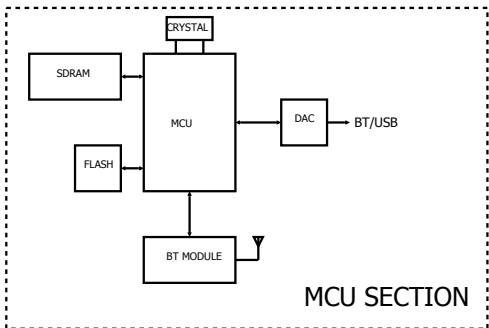 CRYSTAL
SDRAM
MCU
DAC
BT/USB
FLASH
BT MODULE
MCU SECTION